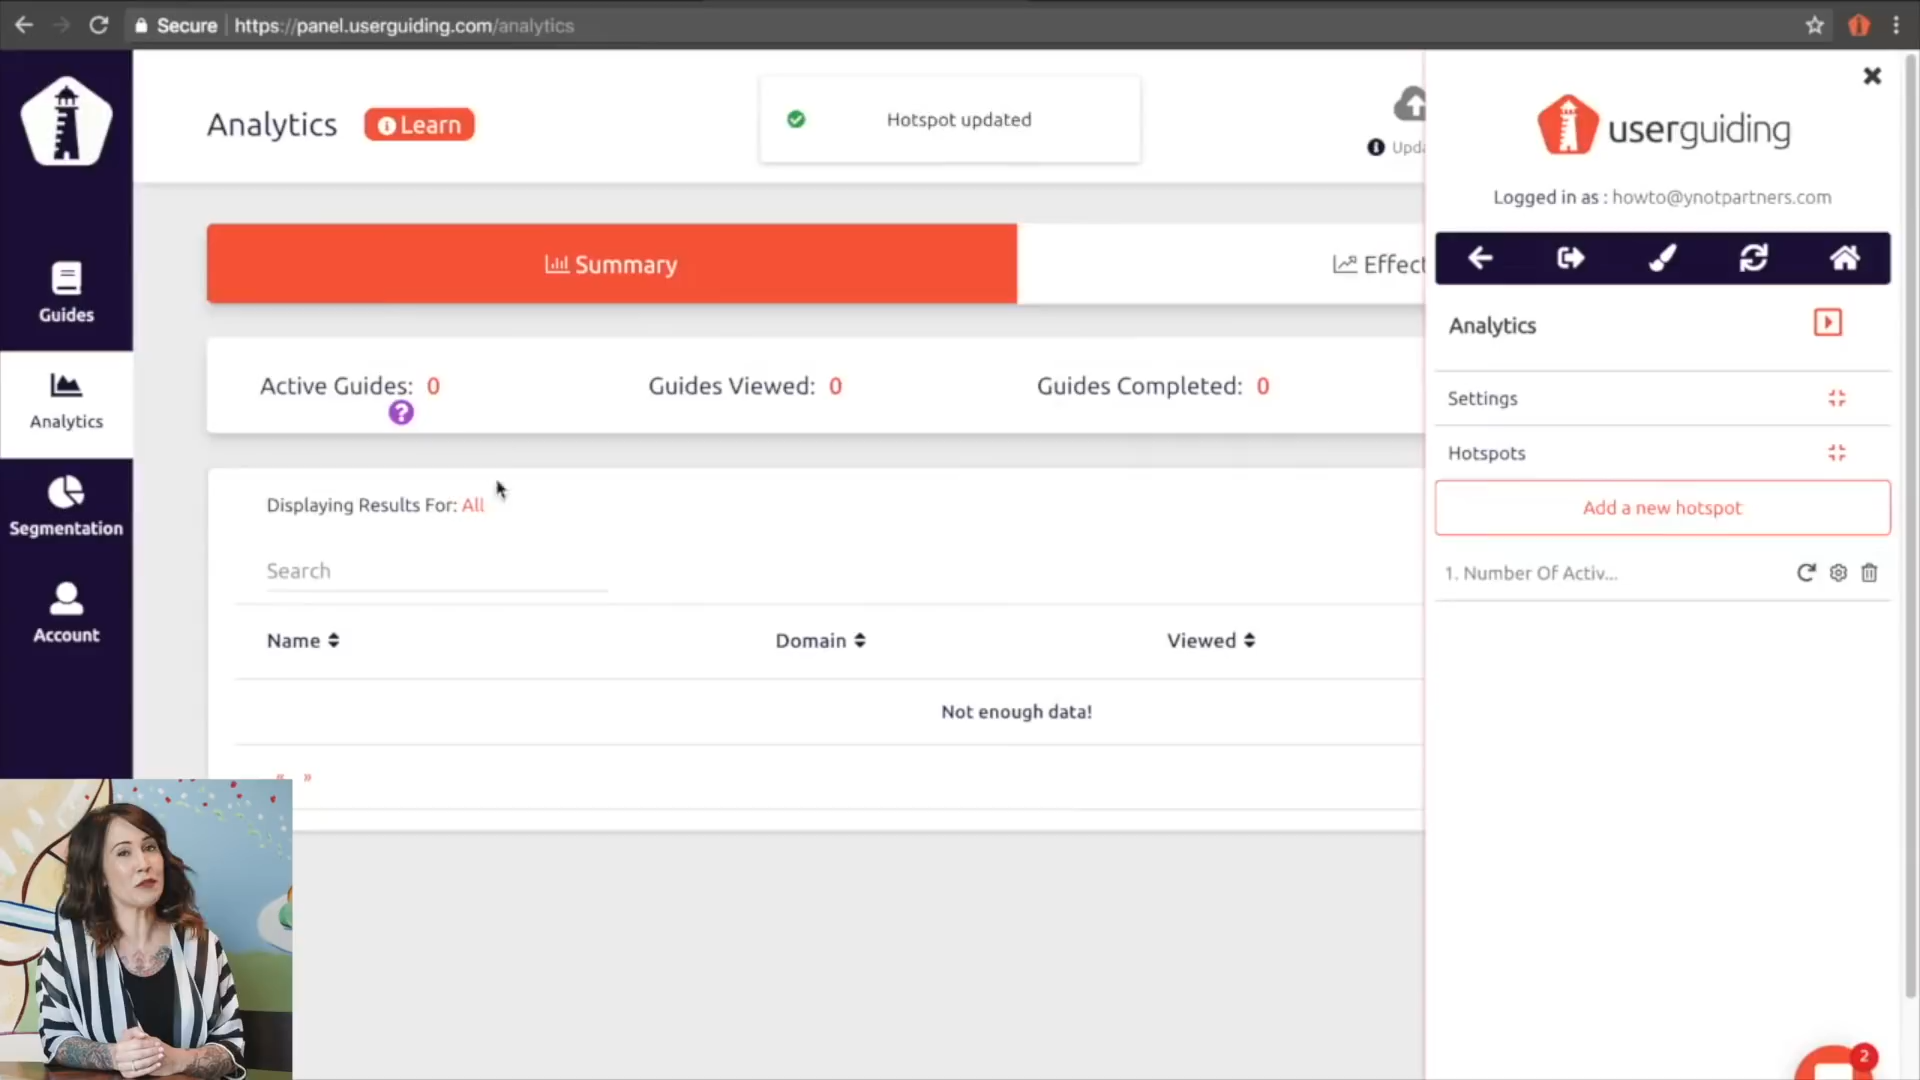 Secure https://panel.userguiding.com/analytics
Analytics
Learn
Hotspot updated
userguiding
Logged in as : howto@ynotpartners.com
Summary
Guides
Analytics
Segmentation
Account
Active Guides: 0
?
Guides Viewed: 0
Guides Completed: 0
Displaying Results For: All
Search
Name
Domain
Viewed
Not enough data!
« »
Analytics
Settings
Hotspots
Add a new hotspot
1. Number Of Activ...
2